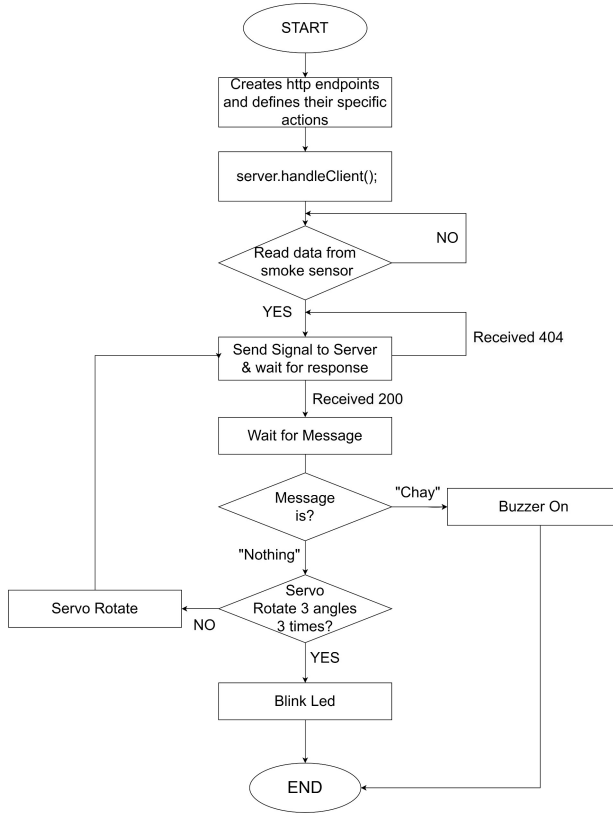 START
Creates http endpoints
and defines their specific
actions
server.handleClient();
NO
Read data from
smoke sensor
YES
Received 404
Send Signal to Server
& wait for response
Received 200
Wait for Message
"Chay"
Message
is?
Buzzer On
"Nothing"
Servo
Rotate 3 angles
3 times?
Servo Rotate
NO
YES
Blink Led
END